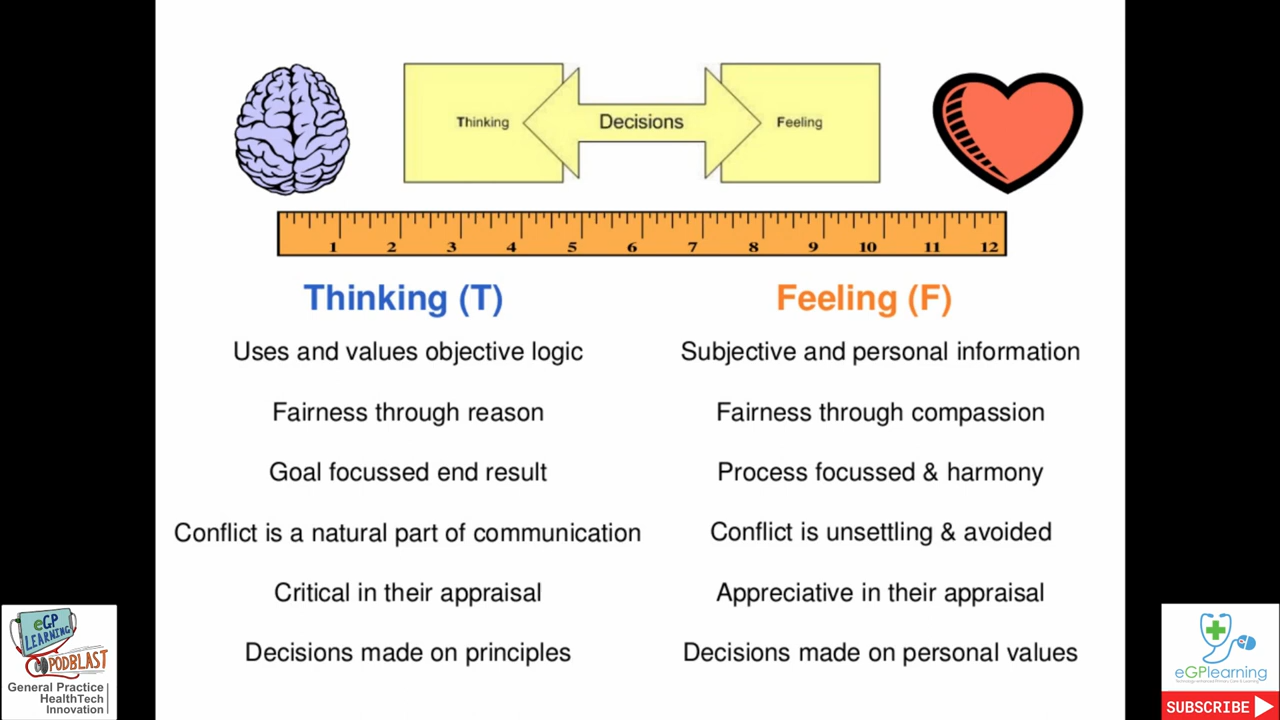 Thinking
Decisions
Feeling
1 2 3 4 5 6 7 8 9 10 11 12
Thinking (T)
Feeling (F)
Uses and values objective logic
Subjective and personal information
Fairness through reason
Fairness through compassion
Goal focussed end result
Process focussed & harmony
Conflict is a natural part of communication
Conflict is unsettling & avoided
Critical in their appraisal
Appreciative in their appraisal
Decisions made on principles
Decisions made on personal values
eGP
LEARNING
PODBLAST
General Practice
HealthTech
Innovation
eGPlearning
SUBSCRIBE